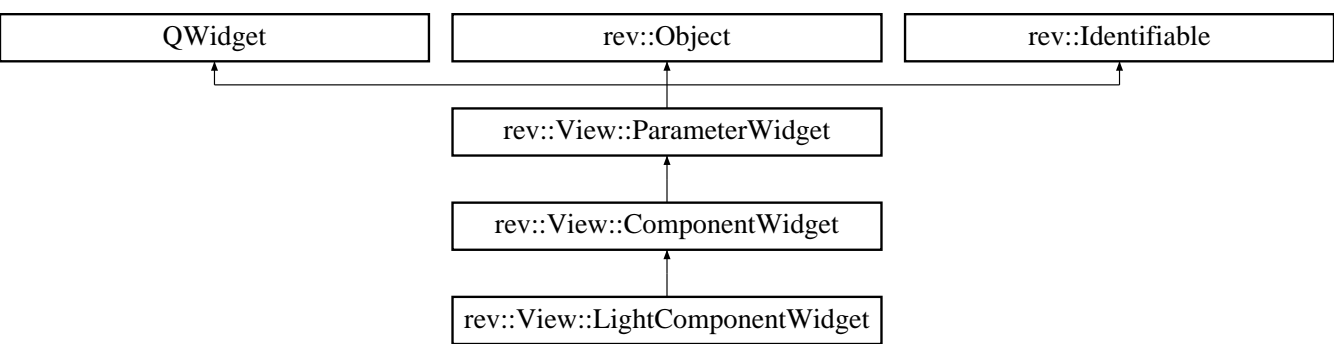 QWidget
rev::Object
rev::Identifiable
rev::View::ParameterWidget
rev::View::ComponentWidget
rev::View::LightComponentWidget